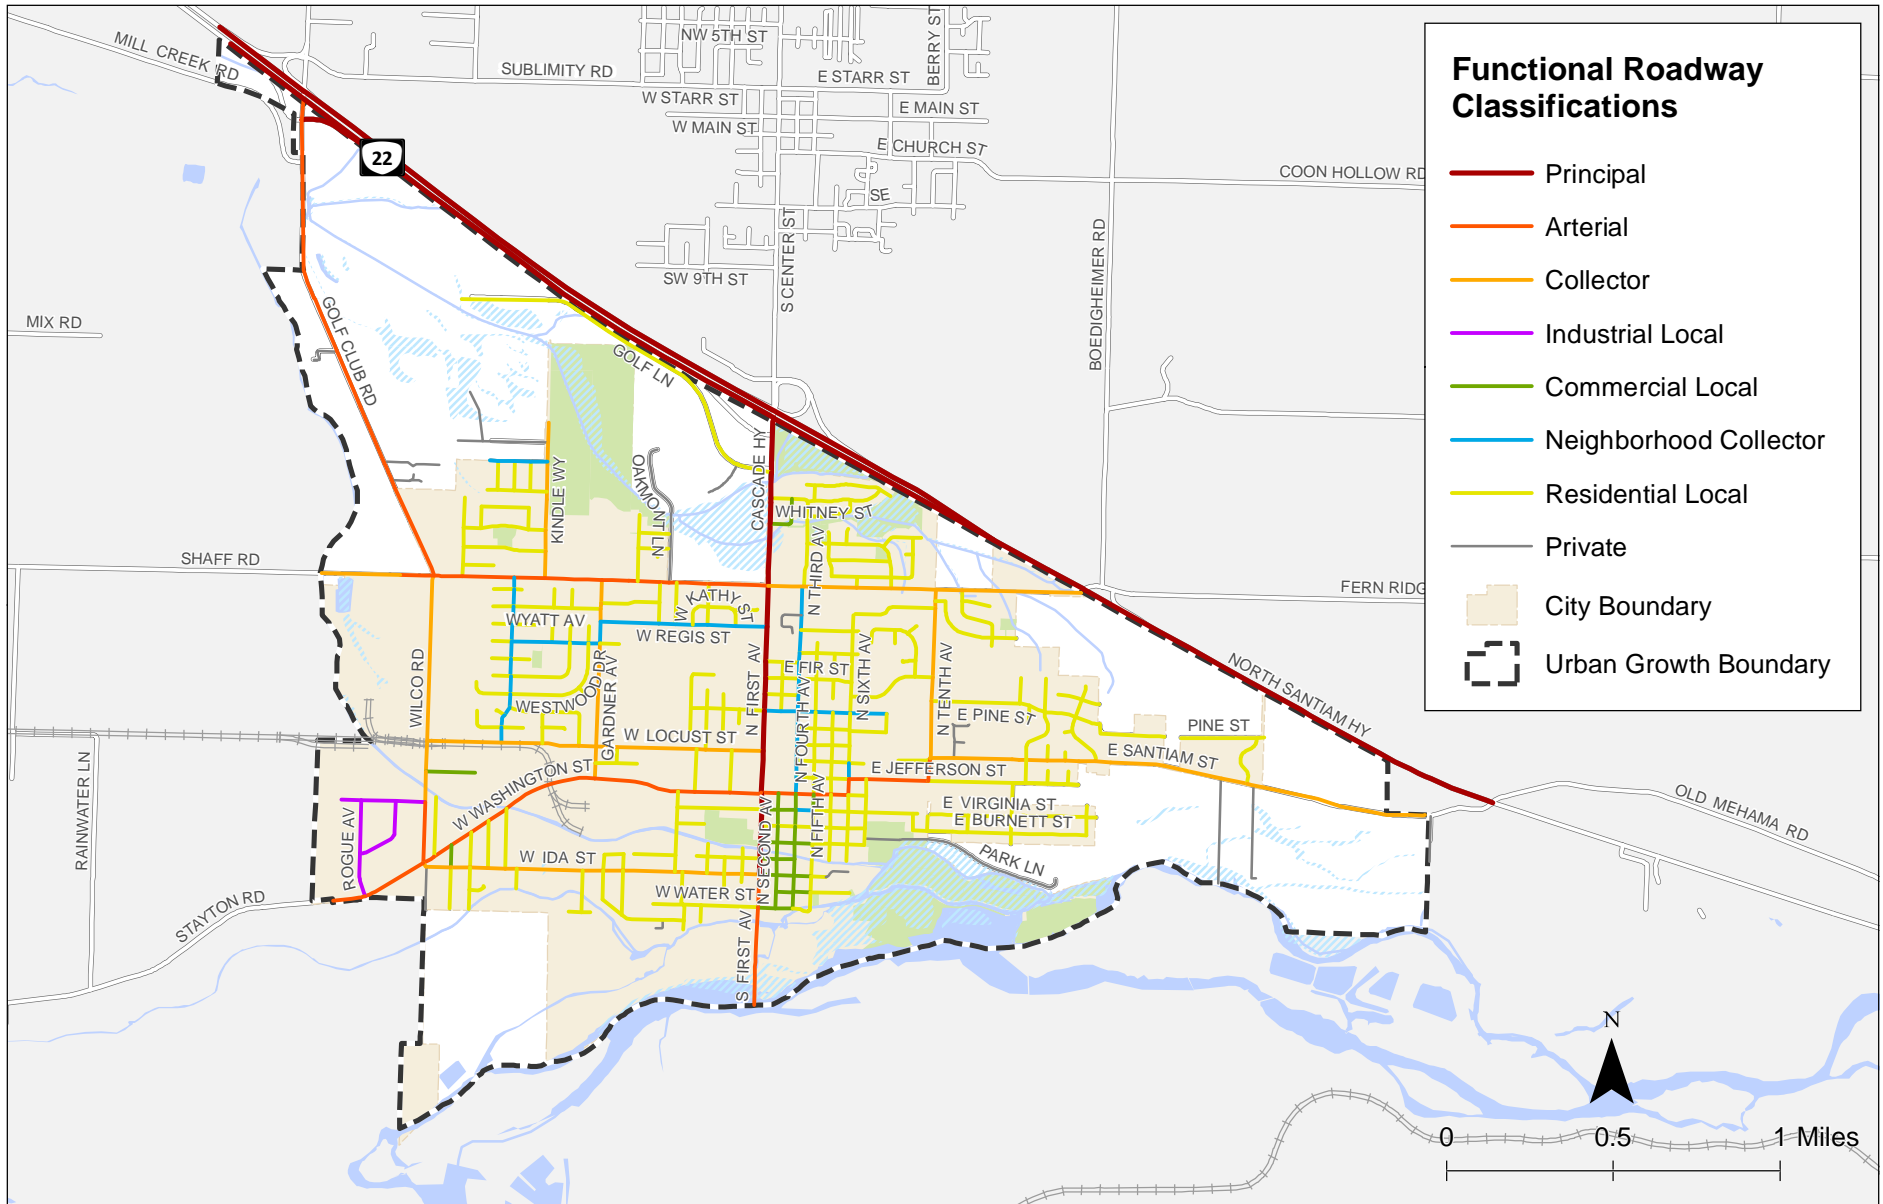 Functional Roadway
Classifications
Principal
Arterial
Collector
Industrial Local
Commercial Local
Neighborhood Collector
Residential Local
Private
City Boundary
Urban Growth Boundary
MILL CREEK RD
SUBLIMITY RD
NW 5TH ST
BERRY ST
E STARR ST
W STARR ST
E MAIN ST
W MAIN ST
E CHURCH ST
COON HOLLOW RD
22
SE
S CENTER ST
SW 9TH ST
BOEDIGHEIMER RD
MIX RD
GOLF CLUB RD
GOLF LN
KINDLE WY
OAKMONT LN
CASCADE HY
WHITNEY ST
N THIRD AV
SHAFF RD
FERN RIDG
W KATHY ST
WYATT AV
W REGIS ST
E FIR ST
WILCO RD
WESTWOOD DR
GARDNER AV
N FIRST AV
N FOURTH AV
N SIXTH AV
N TENTH AV
E PINE ST
PINE ST
NORTH SANTIAM HY
W LOCUST ST
E SANTIAM ST
RAINWATER LN
W WASHINGTON ST
E JEFFERSON ST
E VIRGINIA ST
E BURNETT ST
OLD MEHAMA RD
ROGUE AV
W IDA ST
N SECOND AV
N FIFTH AV
PARK LN
W WATER ST
STAYTON RD
S FIRST AV
N
0
0.5
1 Miles